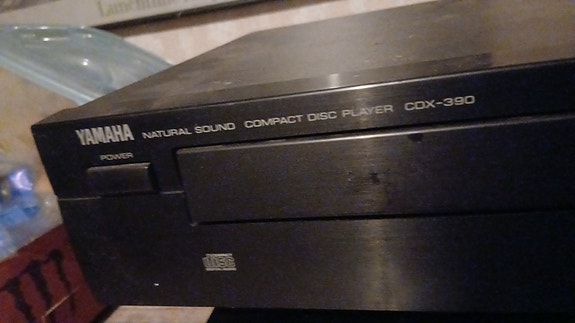 YAMAHA NATURAL SOUND COMPACT DISC PLAYER CDX-390
POWER